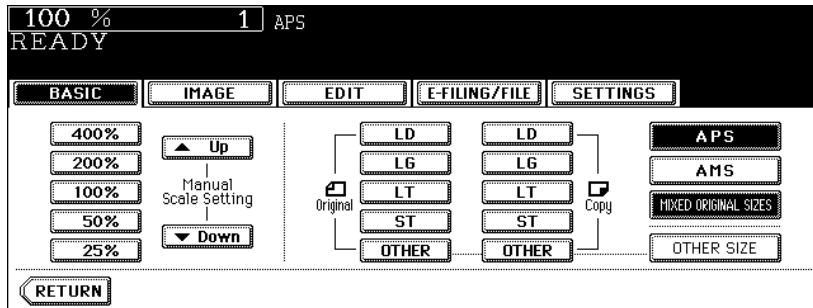 100 % 1 APS
READY
BASIC IMAGE EDIT E-FILING/FILE SETTINGS
400% LD LD APS
▲ Up
200% LG LG AMS
100% Manual Scale Setting Original LT LT Copy MIXED ORIGINAL SIZES
50% ST ST
▼ Down
25% OTHER OTHER OTHER SIZE
RETURN